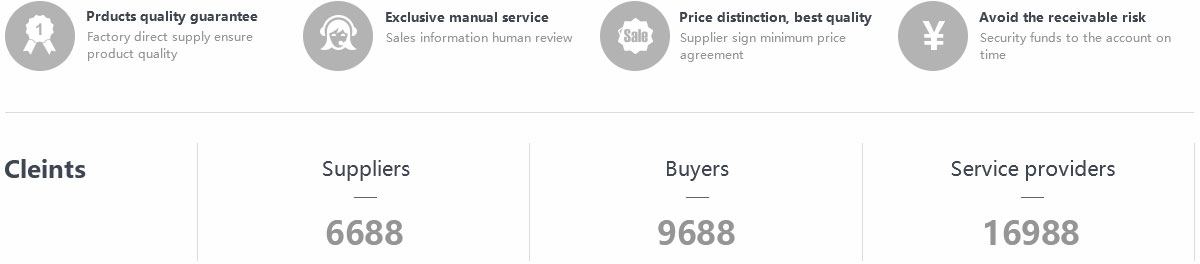 1
Prducts quality guarantee
Factory direct supply ensure
product quality
Exclusive manual service
Sales information human review
Sale
Price distinction, best quality
Supplier sign minimum price
agreement
¥
Avoid the receivable risk
Security funds to the account on
time
Cleints
Suppliers
6688
Buyers
9688
Service providers
16988